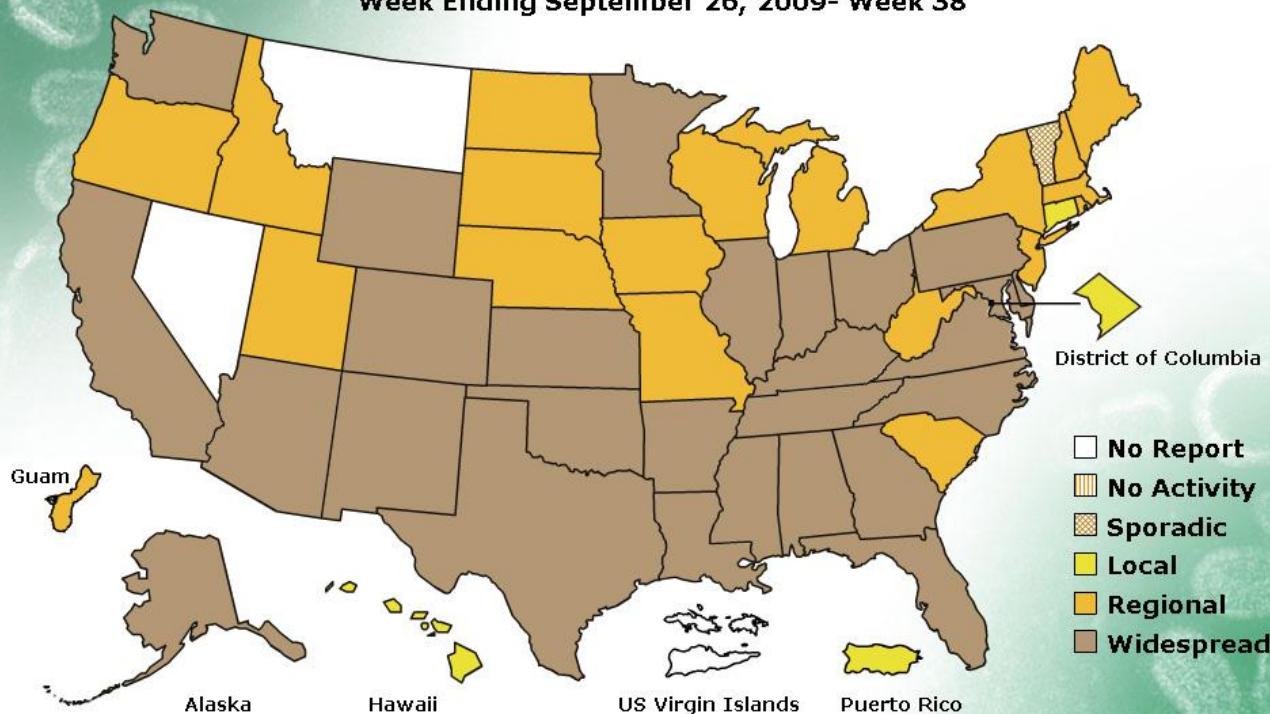 Week Ending September 26, 2009- Week 38
District of Columbia
No Report
No Activity
Sporadic
Local
Regional
Widespread
Guam
Alaska
Hawaii
US Virgin Islands
Puerto Rico